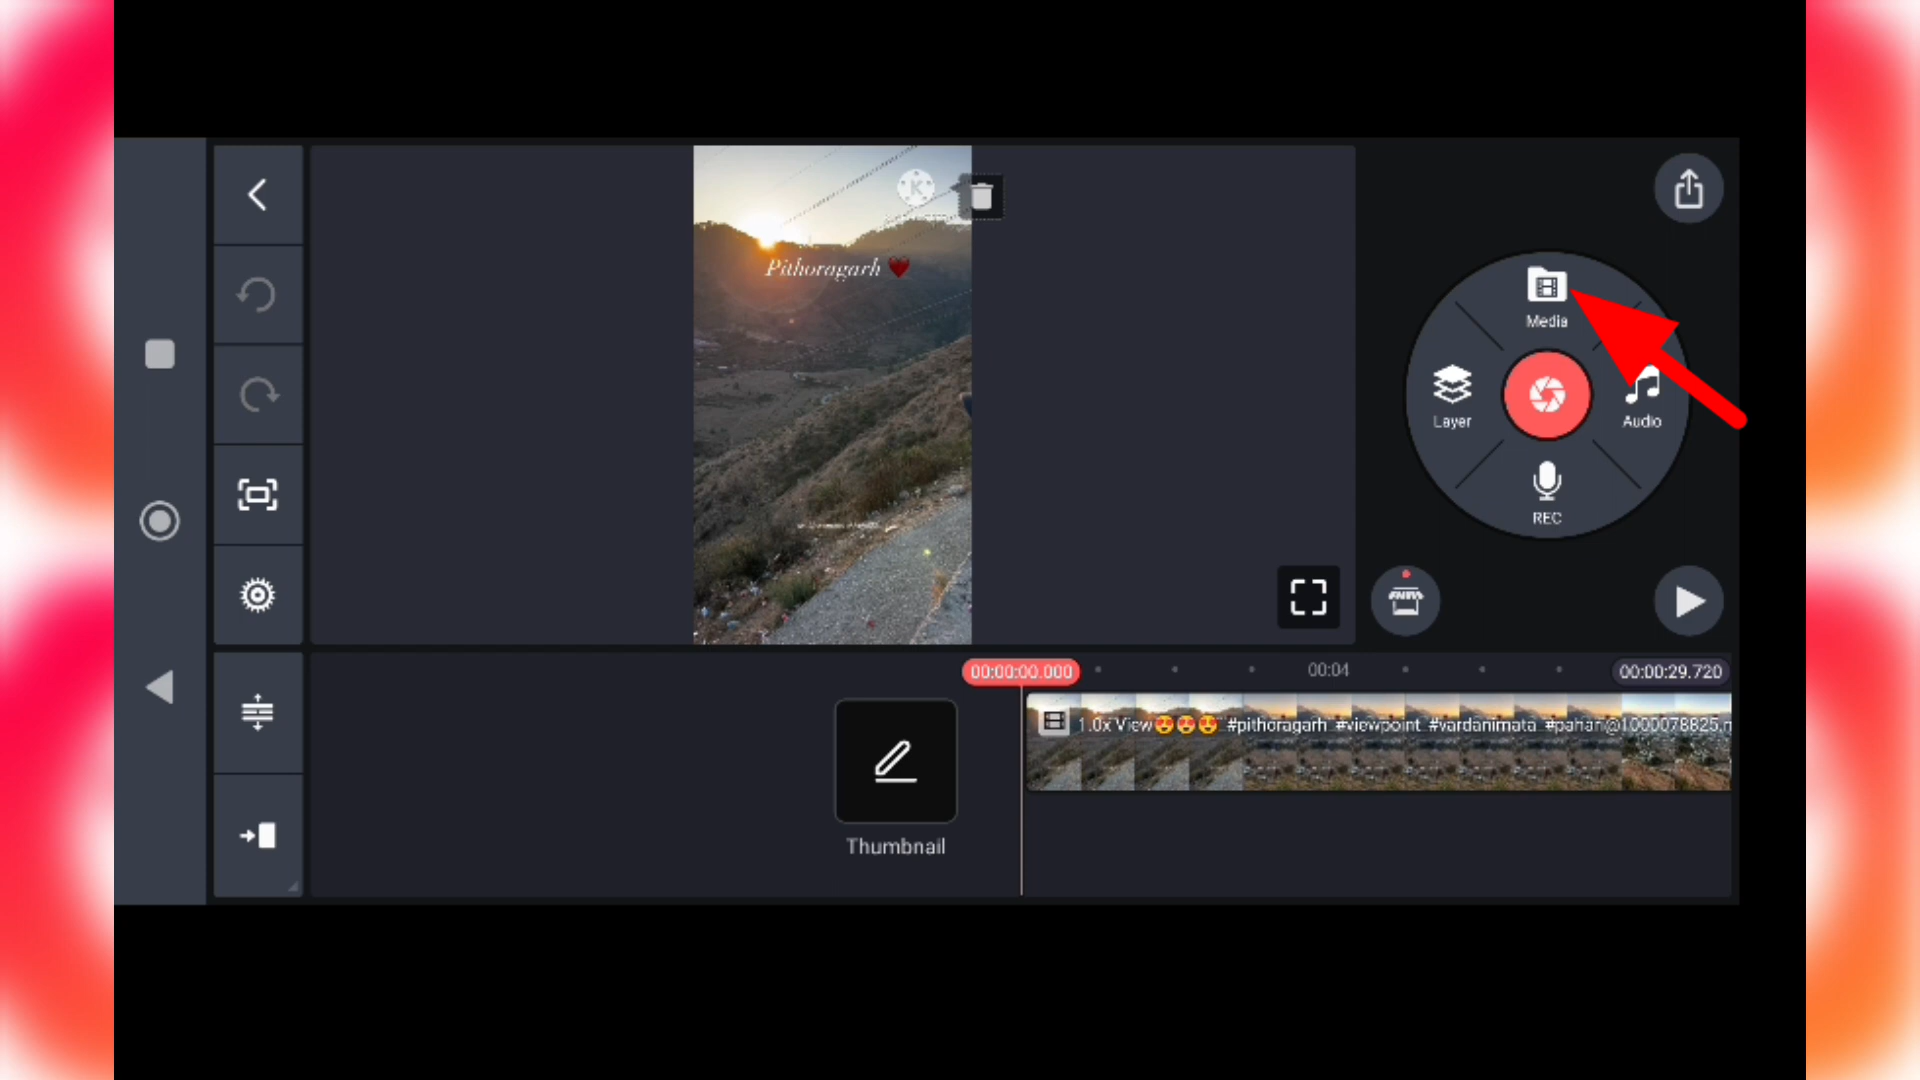 K
Pithoragarh ❤️
Media
Layer
Audio
REC
00:00:00.000
00:04
00:00:29.720
1.0x View😍😍😍 #pithoragarh #viewpoint #vardanimata #pahari@1000078825.m
Thumbnail